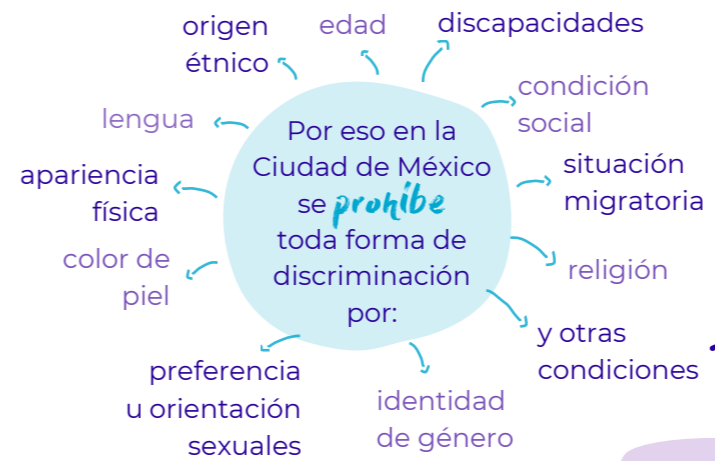 Por eso en la
Ciudad de México
se prohíbe
toda forma de
discriminación
por:
origen
étnico
edad
discapacidades
condición
social
situación
migratoria
religión
y otras
condiciones
identidad
de género
preferencia
u orientación
sexuales
color de
piel
apariencia
física
lengua